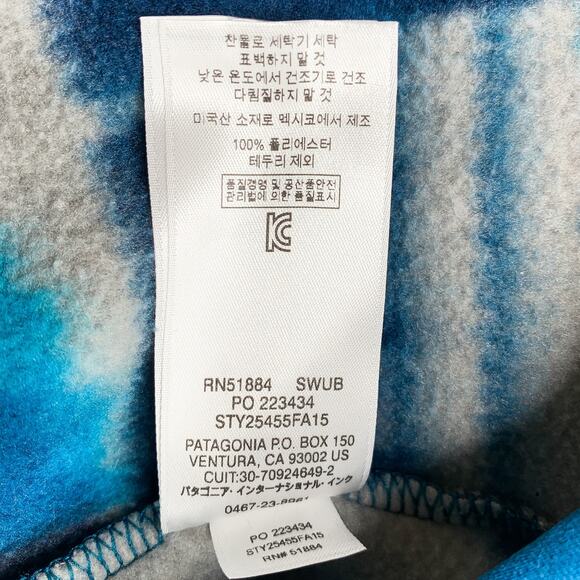 찬물로 세탁기 세탁
표백하지 말 것
낮은 온도에서 건조기로 건조
다림질하지 말 것
미국산 소재로 멕시코에서 제조
100% 폴리에스터
테두리 제외
품질경영 및 공산품안전
관리법에 의한 품질표시
RN51884 SWUB
PO 223434
STY25455FA15
PATAGONIA P.O. BOX 150
VENTURA, CA 93002 US
CUIT:30-70924649-2
パタゴニア・インターナショナル・インク
0467-23-8961
PO 223434
STY25455FA15
RN# 51884